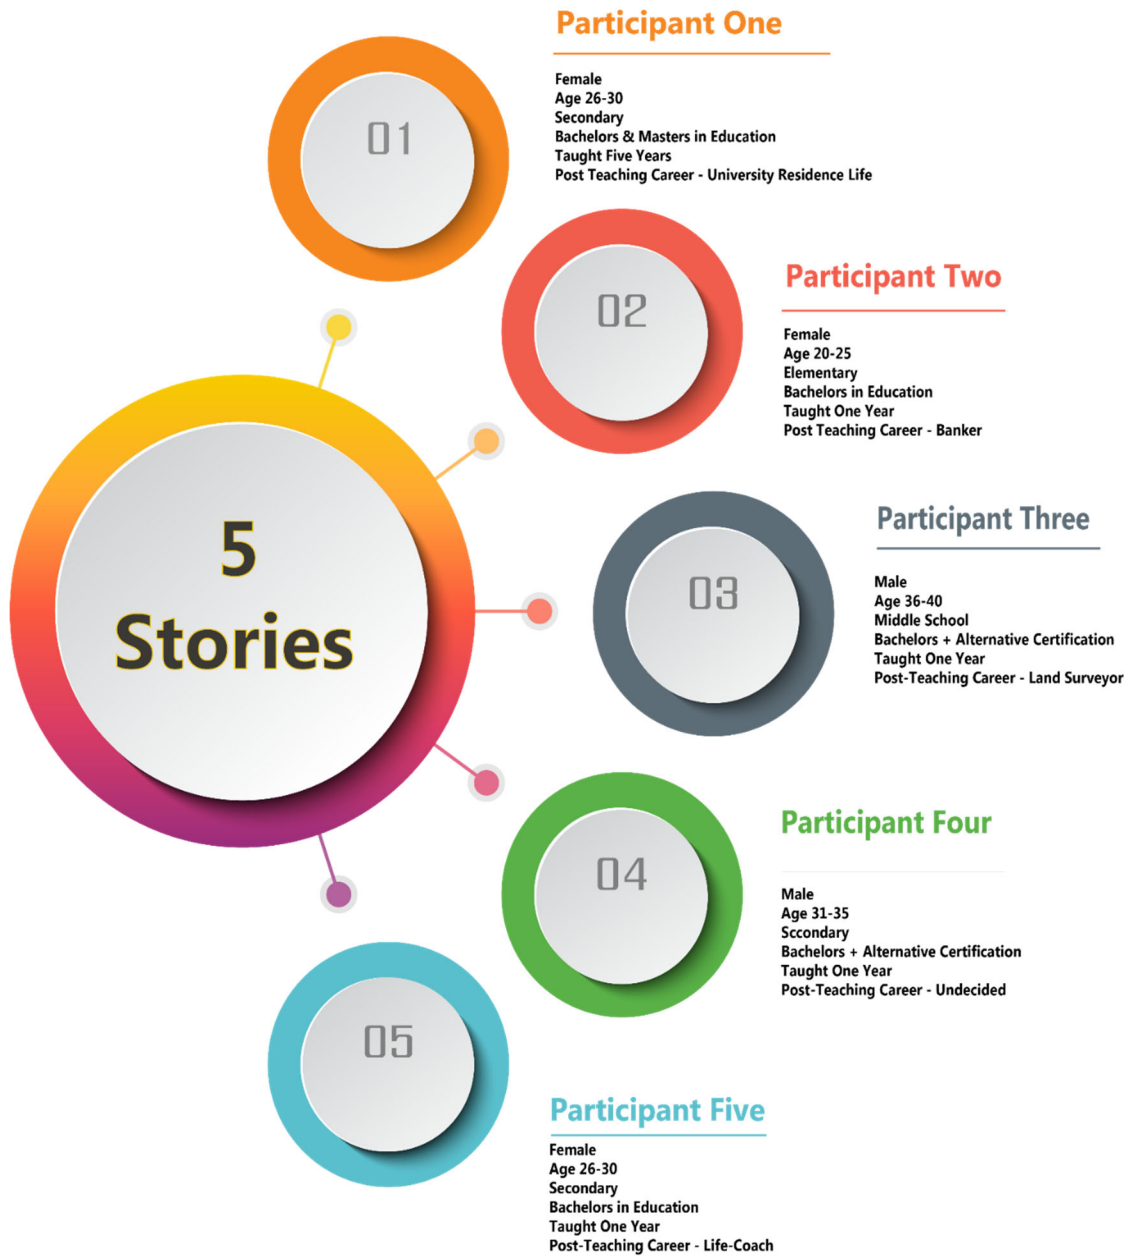 Participant One
01
Female
Age 26-30
Secondary
Bachelors & Masters in Education
Taught Five Years
Post Teaching Career - University Residence Life
Participant Two
02
Female
Age 20-25
Elementary
Bachelors in Education
Taught One Year
Post Teaching Career - Banker
5
Stories
Participant Three
03
Male
Age 36-40
Middle School
Bachelors + Alternative Certification
Taught One Year
Post-Teaching Career - Land Surveyor
Participant Four
04
Male
Age 31-35
Sccondary
Bachelors + Alternative Certification
Taught One Year
Post-Teaching Career - Undecided
05
Participant Five
Female
Age 26-30
Secondary
Bachelors in Education
Taught One Year
Post-Teaching Career - Life-Coach